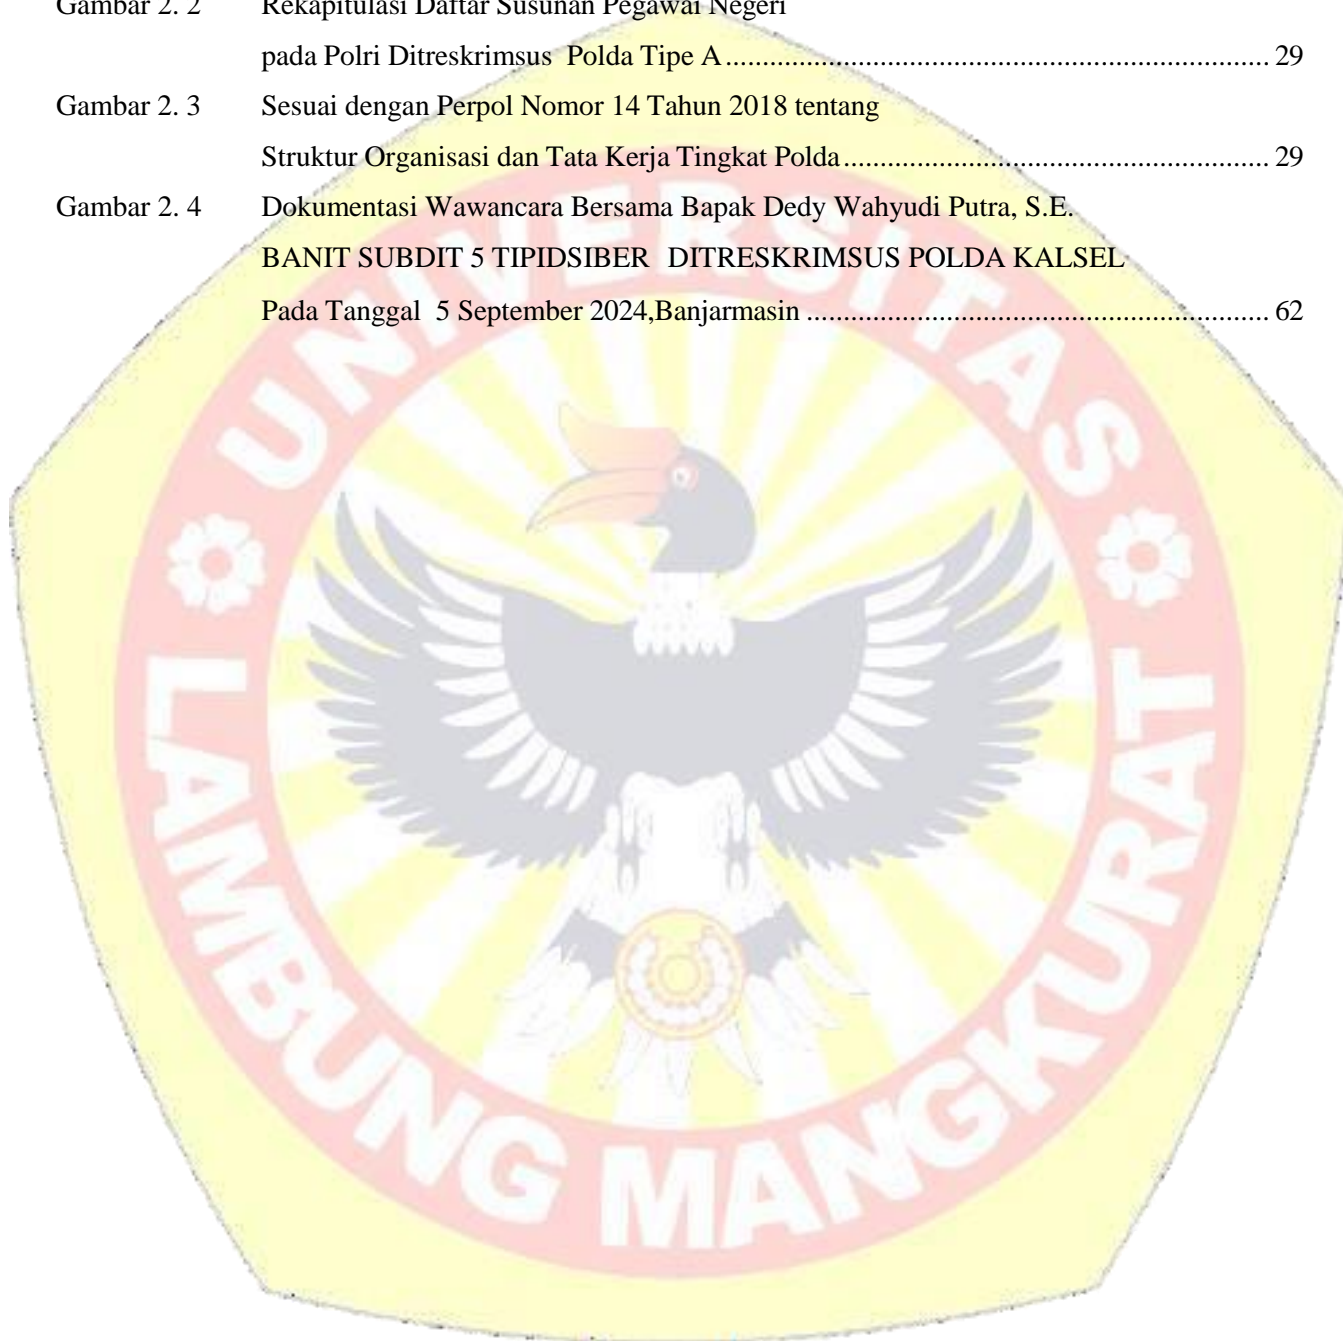 Gambar 2. 2 Rekapitulasi Daftar Susunan Pegawai Negeri
pada Polri Ditreskrimsus  Polda Tipe A ........................................................................... 29
Gambar 2. 3 Sesuai dengan Perpol Nomor 14 Tahun 2018 tentang
Struktur Organisasi dan Tata Kerja Tingkat Polda ........................................................... 29
Gambar 2. 4 Dokumentasi Wawancara Bersama Bapak Dedy Wahyudi Putra, S.E.
BANIT SUBDIT 5 TIPIDSIBER  DITRESKRIMSUS POLDA KALSEL
Pada Tanggal  5 September 2024,Banjarmasin ................................................................ 62
UNIVERSITAS
LAMBUNG MANGKURAT